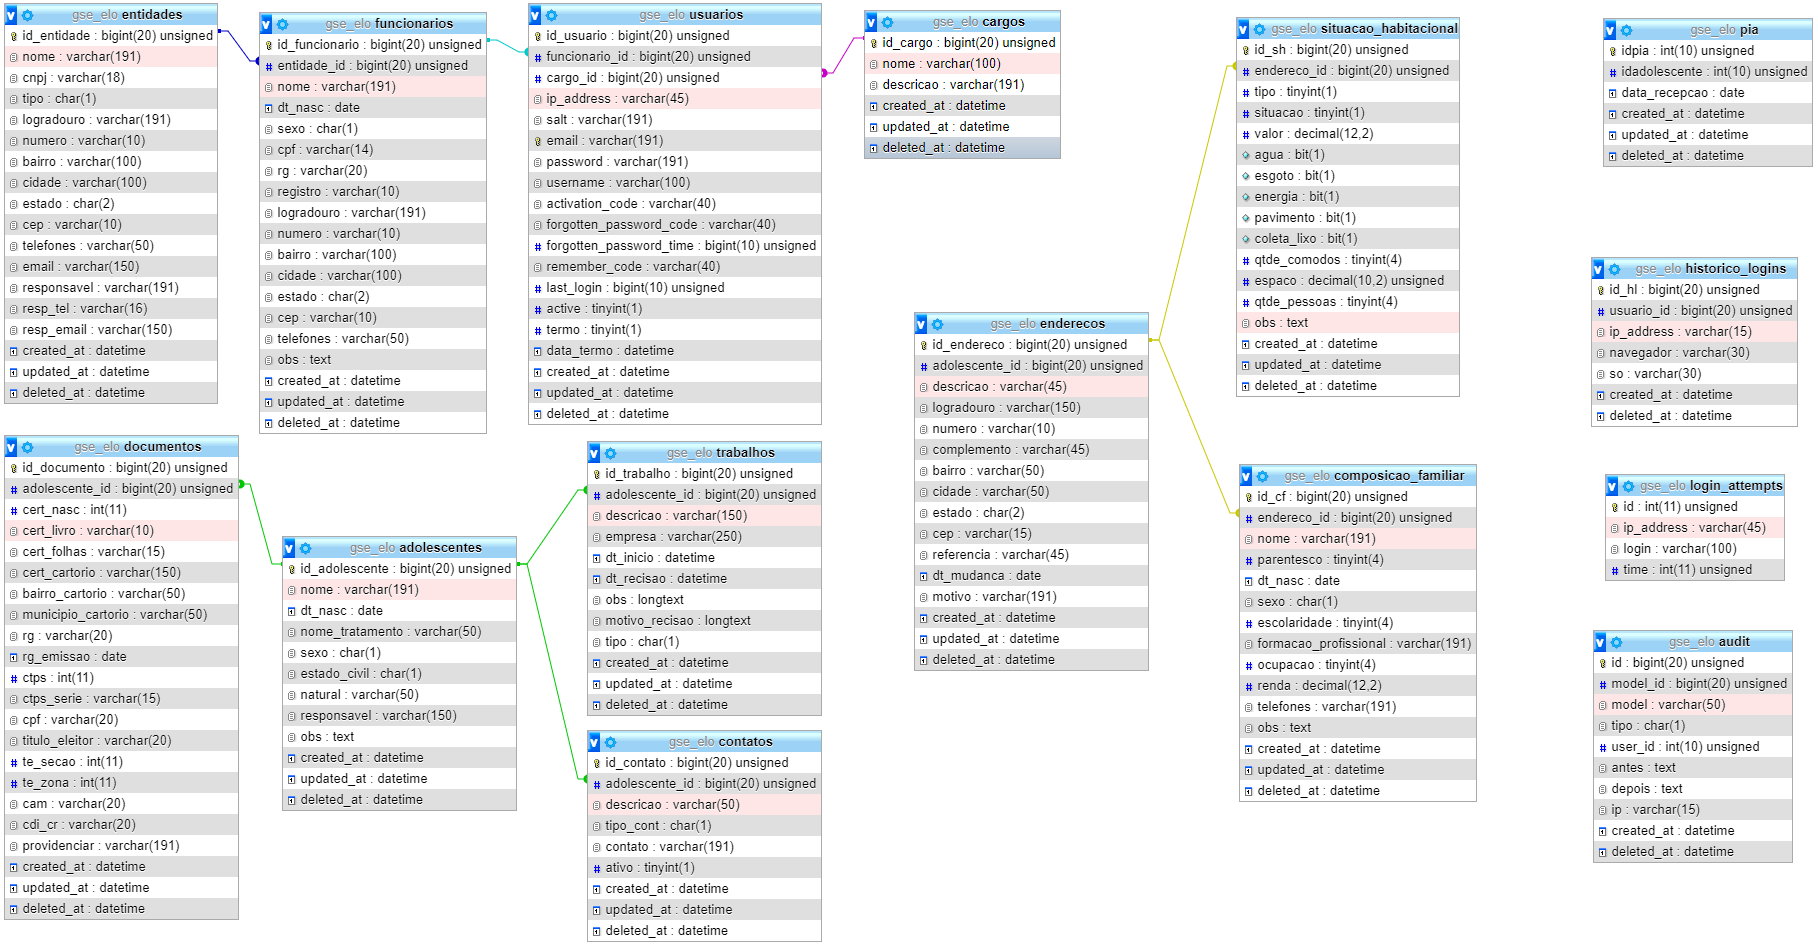 gse_elo entidades
id_entidade : bigint(20) unsigned
nome : varchar(191)
cnpj : varchar(18)
tipo : char(1)
logradouro : varchar(191)
numero : varchar(10)
bairro : varchar(100)
cidade : varchar(100)
estado : char(2)
cep : varchar(10)
telefones : varchar(50)
email : varchar(150)
responsavel : varchar(191)
resp_tel : varchar(16)
resp_email : varchar(150)
created_at : datetime
updated_at : datetime
deleted_at : datetime
gse_elo funcionarios
id_funcionario : bigint(20) unsigned
entidade_id : bigint(20) unsigned
nome : varchar(191)
dt_nasc : date
sexo : char(1)
cpf : varchar(14)
rg : varchar(20)
registro : varchar(10)
logradouro : varchar(191)
numero : varchar(10)
bairro : varchar(100)
cidade : varchar(100)
estado : char(2)
cep : varchar(10)
telefones : varchar(50)
obs : text
created_at : datetime
updated_at : datetime
deleted_at : datetime
gse_elo usuarios
id_usuario : bigint(20) unsigned
funcionario_id : bigint(20) unsigned
cargo_id : bigint(20) unsigned
ip_address : varchar(45)
salt : varchar(191)
email : varchar(191)
password : varchar(191)
username : varchar(100)
activation_code : varchar(40)
forgotten_password_code : varchar(40)
forgotten_password_time : bigint(10) unsigned
remember_code : varchar(40)
last_login : bigint(10) unsigned
active : tinyint(1)
termo : tinyint(1)
data_termo : datetime
created_at : datetime
updated_at : datetime
deleted_at : datetime
gse_elo cargos
id_cargo : bigint(20) unsigned
nome : varchar(100)
descricao : varchar(191)
created_at : datetime
updated_at : datetime
deleted_at : datetime
gse_elo situacao_habitacional
id_sh : bigint(20) unsigned
endereco_id : bigint(20) unsigned
tipo : tinyint(1)
situacao : tinyint(1)
valor : decimal(12,2)
agua : bit(1)
esgoto : bit(1)
energia : bit(1)
pavimento : bit(1)
coleta_lixo : bit(1)
qtde_comodos : tinyint(4)
espaco : decimal(10,2) unsigned
qtde_pessoas : tinyint(4)
obs : text
created_at : datetime
updated_at : datetime
deleted_at : datetime
gse_elo pia
idpia : int(10) unsigned
idadolescente : int(10) unsigned
data_recepcao : date
created_at : datetime
updated_at : datetime
deleted_at : datetime
gse_elo historico_logins
id_hl : bigint(20) unsigned
usuario_id : bigint(20) unsigned
ip_address : varchar(15)
navegador : varchar(30)
so : varchar(30)
created_at : datetime
deleted_at : datetime
gse_elo enderecos
id_endereco : bigint(20) unsigned
adolescente_id : bigint(20) unsigned
descricao : varchar(45)
logradouro : varchar(150)
numero : varchar(10)
complemento : varchar(45)
bairro : varchar(50)
cidade : varchar(50)
estado : char(2)
cep : varchar(15)
referencia : varchar(45)
dt_mudanca : date
motivo : varchar(191)
created_at : datetime
updated_at : datetime
deleted_at : datetime
gse_elo documentos
id_documento : bigint(20) unsigned
adolescente_id : bigint(20) unsigned
cert_nasc : int(11)
cert_livro : varchar(10)
cert_folhas : varchar(15)
cert_cartorio : varchar(150)
bairro_cartorio : varchar(50)
municipio_cartorio : varchar(50)
rg : varchar(20)
rg_emissao : date
ctps : int(11)
ctps_serie : varchar(15)
cpf : varchar(20)
titulo_eleitor : varchar(20)
te_secao : int(11)
te_zona : int(11)
cam : varchar(20)
cdi_cr : varchar(20)
providenciar : varchar(191)
created_at : datetime
updated_at : datetime
deleted_at : datetime
gse_elo adolescentes
id_adolescente : bigint(20) unsigned
nome : varchar(191)
dt_nasc : date
nome_tratamento : varchar(50)
sexo : char(1)
estado_civil : char(1)
natural : varchar(50)
responsavel : varchar(150)
obs : text
created_at : datetime
updated_at : datetime
deleted_at : datetime
gse_elo trabalhos
id_trabalho : bigint(20) unsigned
adolescente_id : bigint(20) unsigned
descricao : varchar(150)
empresa : varchar(250)
dt_inicio : datetime
dt_recisao : datetime
obs : longtext
motivo_recisao : longtext
tipo : char(1)
created_at : datetime
updated_at : datetime
deleted_at : datetime
gse_elo contatos
id_contato : bigint(20) unsigned
adolescente_id : bigint(20) unsigned
descricao : varchar(50)
tipo_cont : char(1)
contato : varchar(191)
ativo : tinyint(1)
created_at : datetime
updated_at : datetime
deleted_at : datetime
gse_elo composicao_familiar
id_cf : bigint(20) unsigned
endereco_id : bigint(20) unsigned
nome : varchar(191)
parentesco : tinyint(4)
dt_nasc : date
sexo : char(1)
escolaridade : tinyint(4)
formacao_profissional : varchar(191)
ocupacao : tinyint(4)
renda : decimal(12,2)
telefones : varchar(191)
obs : text
created_at : datetime
updated_at : datetime
deleted_at : datetime
gse_elo login_attempts
id : int(11) unsigned
ip_address : varchar(45)
login : varchar(100)
time : int(11) unsigned
gse_elo audit
id : bigint(20) unsigned
model_id : bigint(20) unsigned
model : varchar(50)
tipo : char(1)
user_id : int(10) unsigned
antes : text
depois : text
ip : varchar(15)
created_at : datetime
deleted_at : datetime